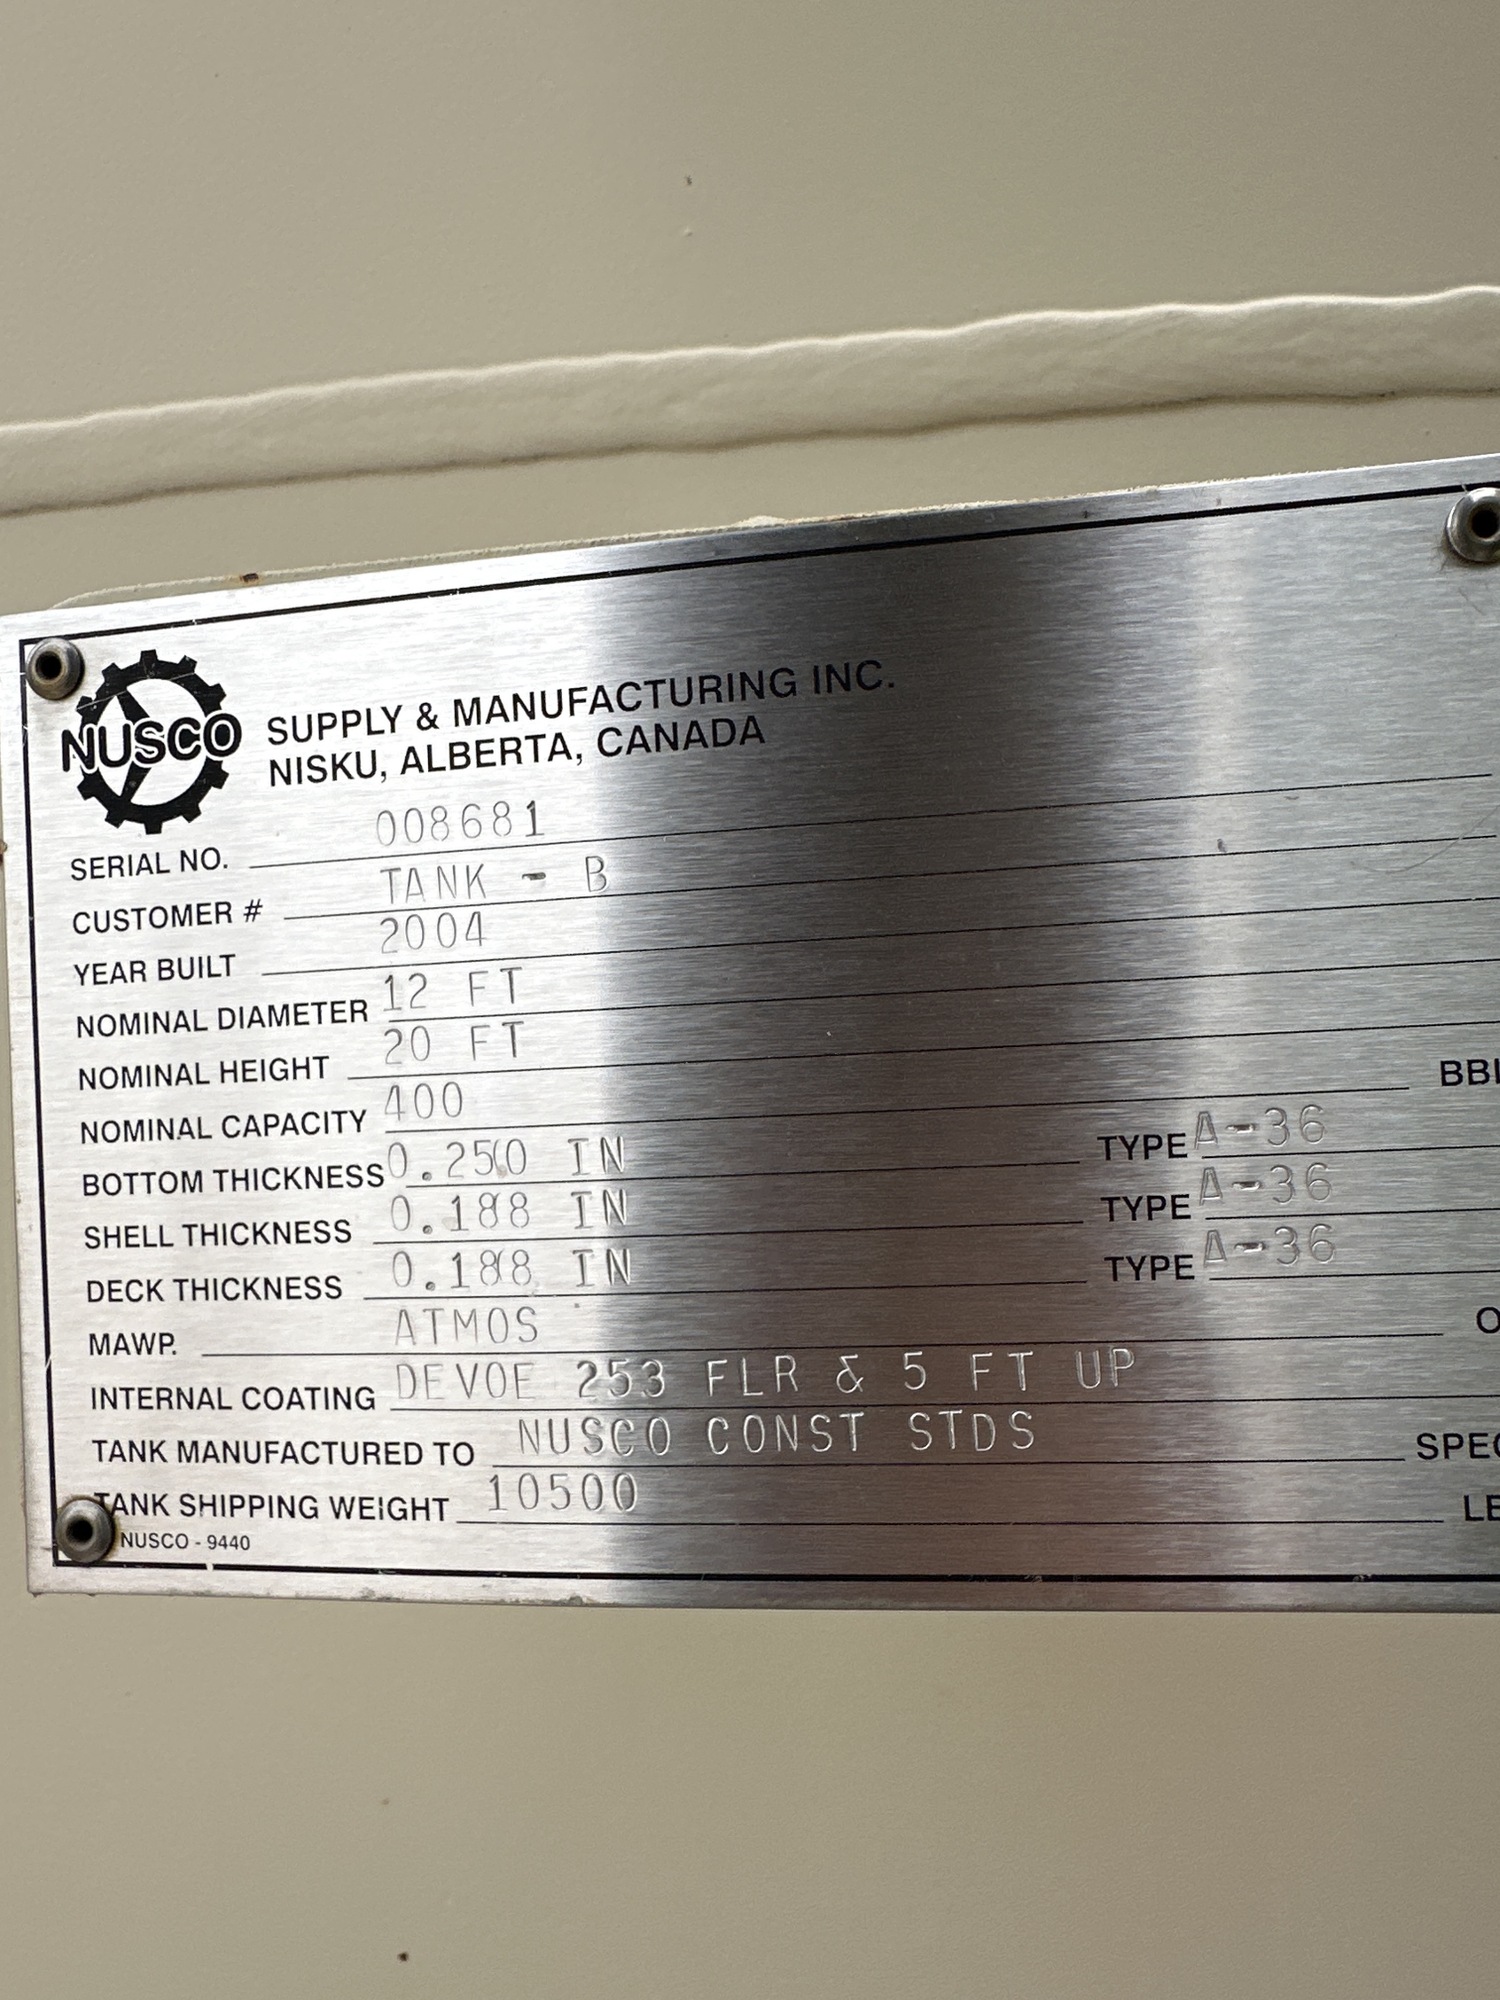 NUSCO SUPPLY & MANUFACTURING INC.
NISKU, ALBERTA, CANADA
SERIAL NO. 008681
CUSTOMER # TANK - B
YEAR BUILT 2004
NOMINAL DIAMETER 12 FT
NOMINAL HEIGHT 20 FT
NOMINAL CAPACITY 400 BBL
BOTTOM THICKNESS 0.250 IN TYPE A-36
SHELL THICKNESS 0.188 IN TYPE A-36
DECK THICKNESS 0.188 IN TYPE A-36
MAWP. ATMOS
INTERNAL COATING DEVOE 253 FLR & 5 FT UP
TANK MANUFACTURED TO NUSCO CONST STDS SPEC
TANK SHIPPING WEIGHT 10500
NUSCO - 9440